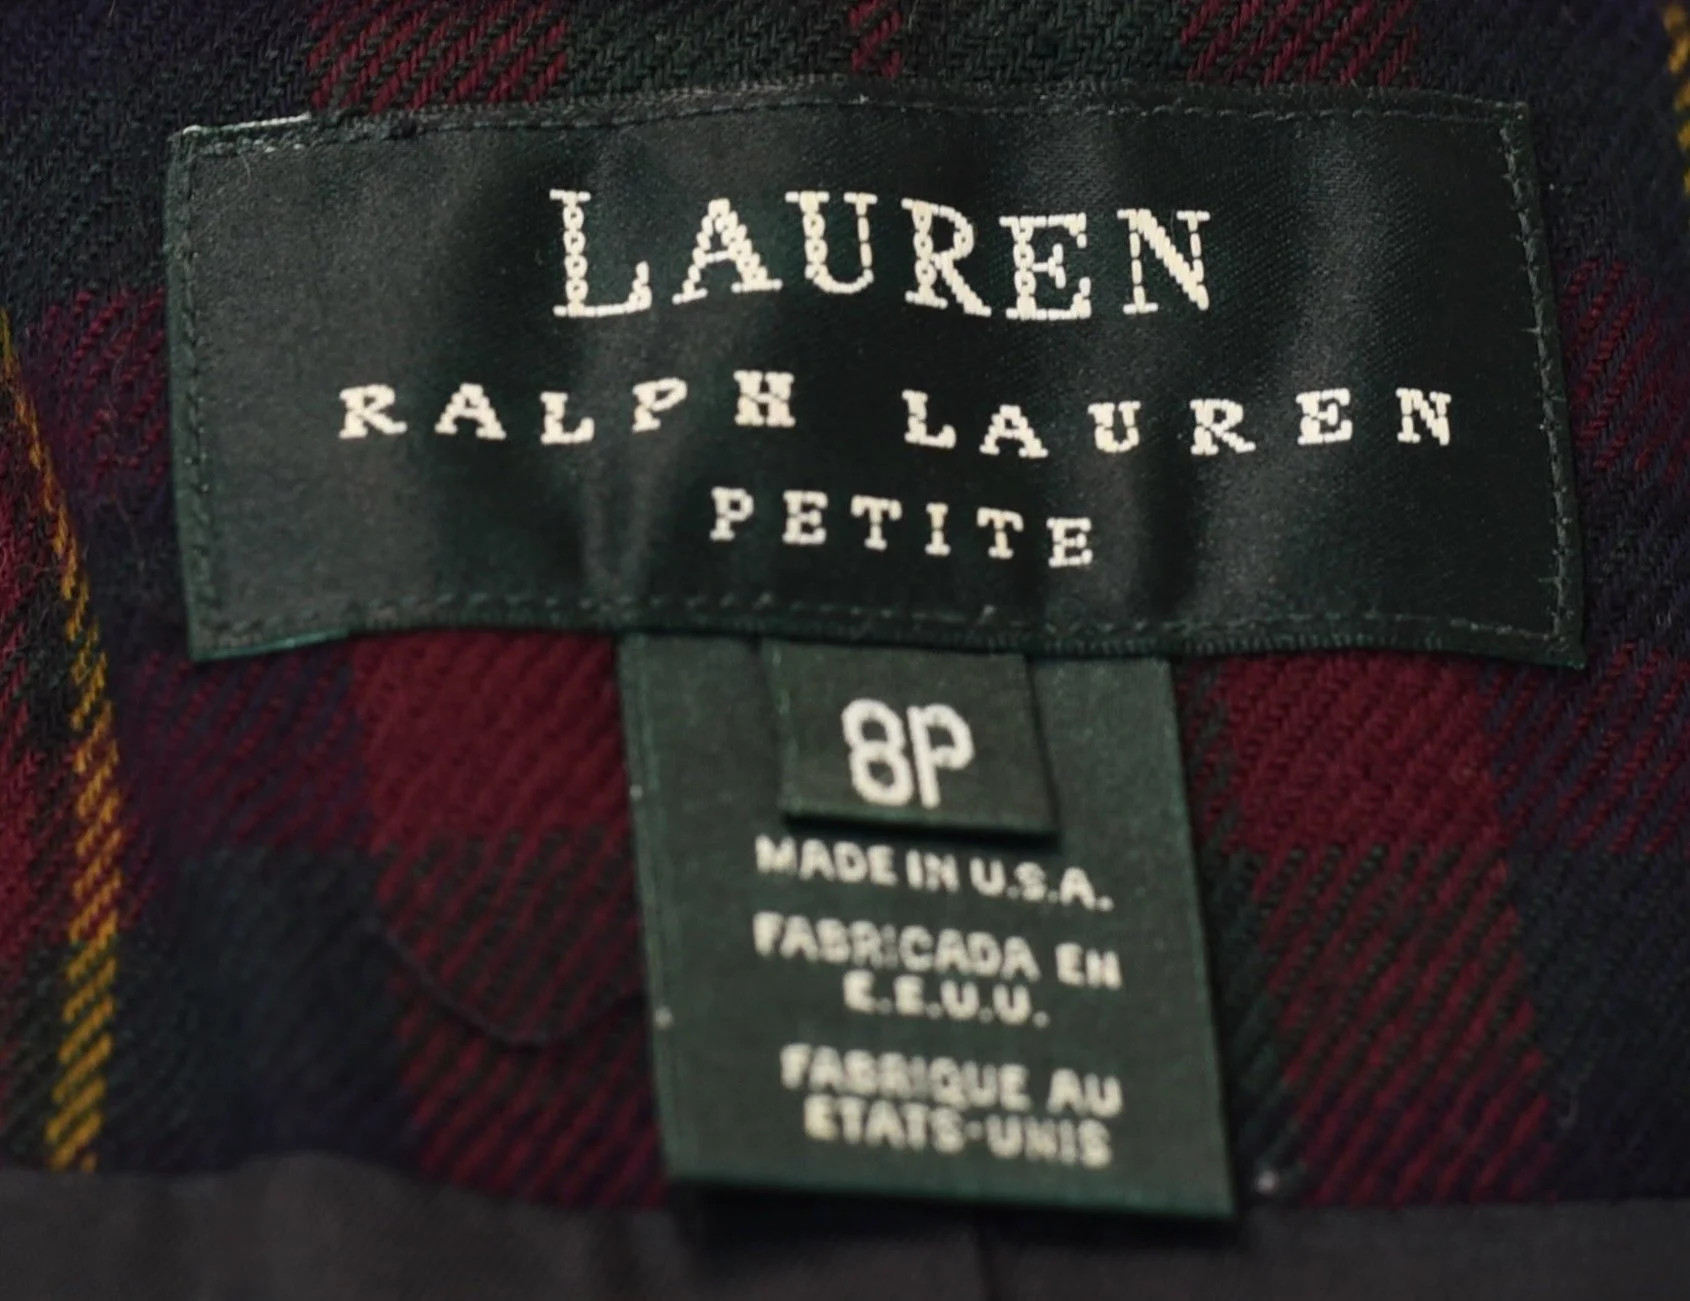 LAUREN
RALPH LAUREN
PETITE
8P
MADE IN U.S.A.
FABRICADA EN
E.E.U.U.
FABRIQUE AU
ETATS-UNIS